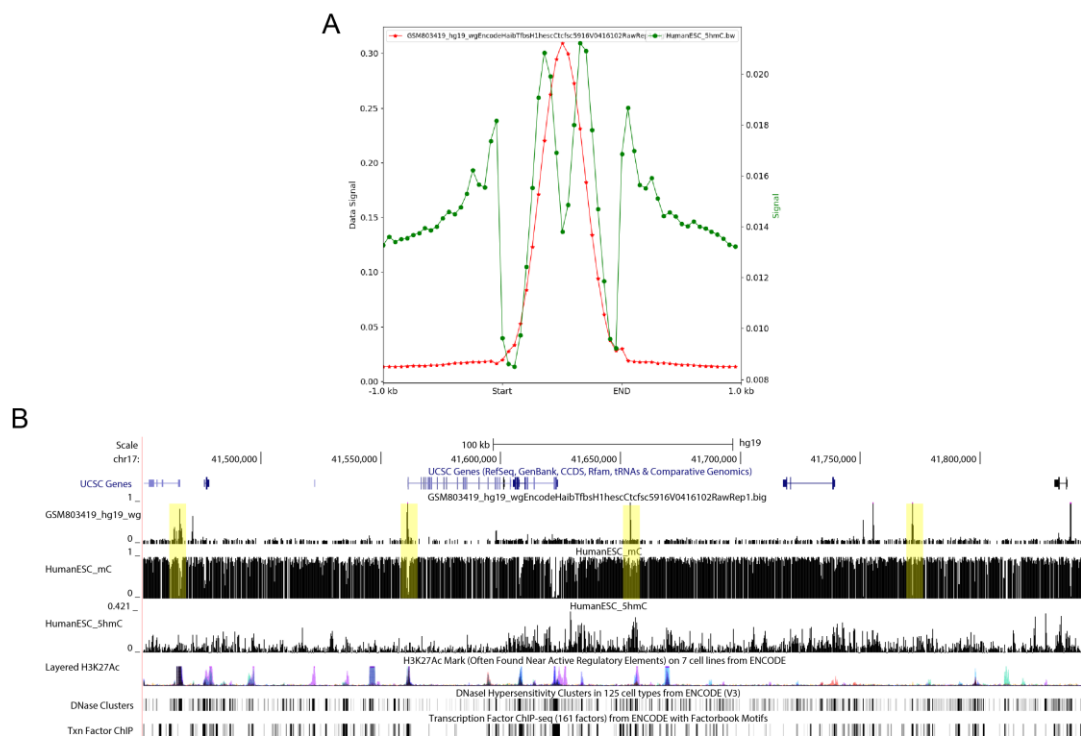 A
GSM803419_hg19_wgEncodeHaibTfbsH1hescCtcfsc5916V0416102RawRep1
HumanESC_5hmC.bw
0.30
0.25
0.20
0.15
0.10
0.05
0.00
Data Signal
0.020
0.018
0.016
0.014
0.012
0.010
0.008
Signal
-1.0 kb Start END 1.0 kb
B
Scale 100 kb hg19
chr17: 41,500,000 41,550,000 41,600,000 41,650,000 41,700,000 41,750,000 41,800,000
UCSC Genes (RefSeq, GenBank, CCDS, Rfam, tRNAs & Comparative Genomics)
UCSC Genes
1 GSM803419_hg19_wgEncodeHaibTfbsH1hescCtcfsc5916V0416102RawRep1.big
GSM803419_hg19_wg
0
HumanESC_mC
1
HumanESC_mC
0
0.421 HumanESC_5hmC
HumanESC_5hmC
0
H3K27Ac Mark (Often Found Near Active Regulatory Elements) on 7 cell lines from ENCODE
Layered H3K27Ac
DNaseI Hypersensitivity Clusters in 125 cell types from ENCODE (V3)
DNase Clusters
Transcription Factor ChIP-seq (161 factors) from ENCODE with Factorbook Motifs
Txn Factor ChIP